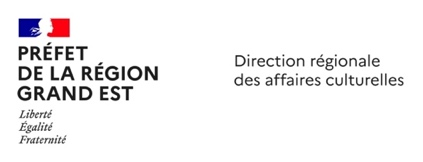 PRÉFET
DE LA RÉGION
GRAND EST
Liberté
Égalité
Fraternité
Direction régionale
des affaires culturelles